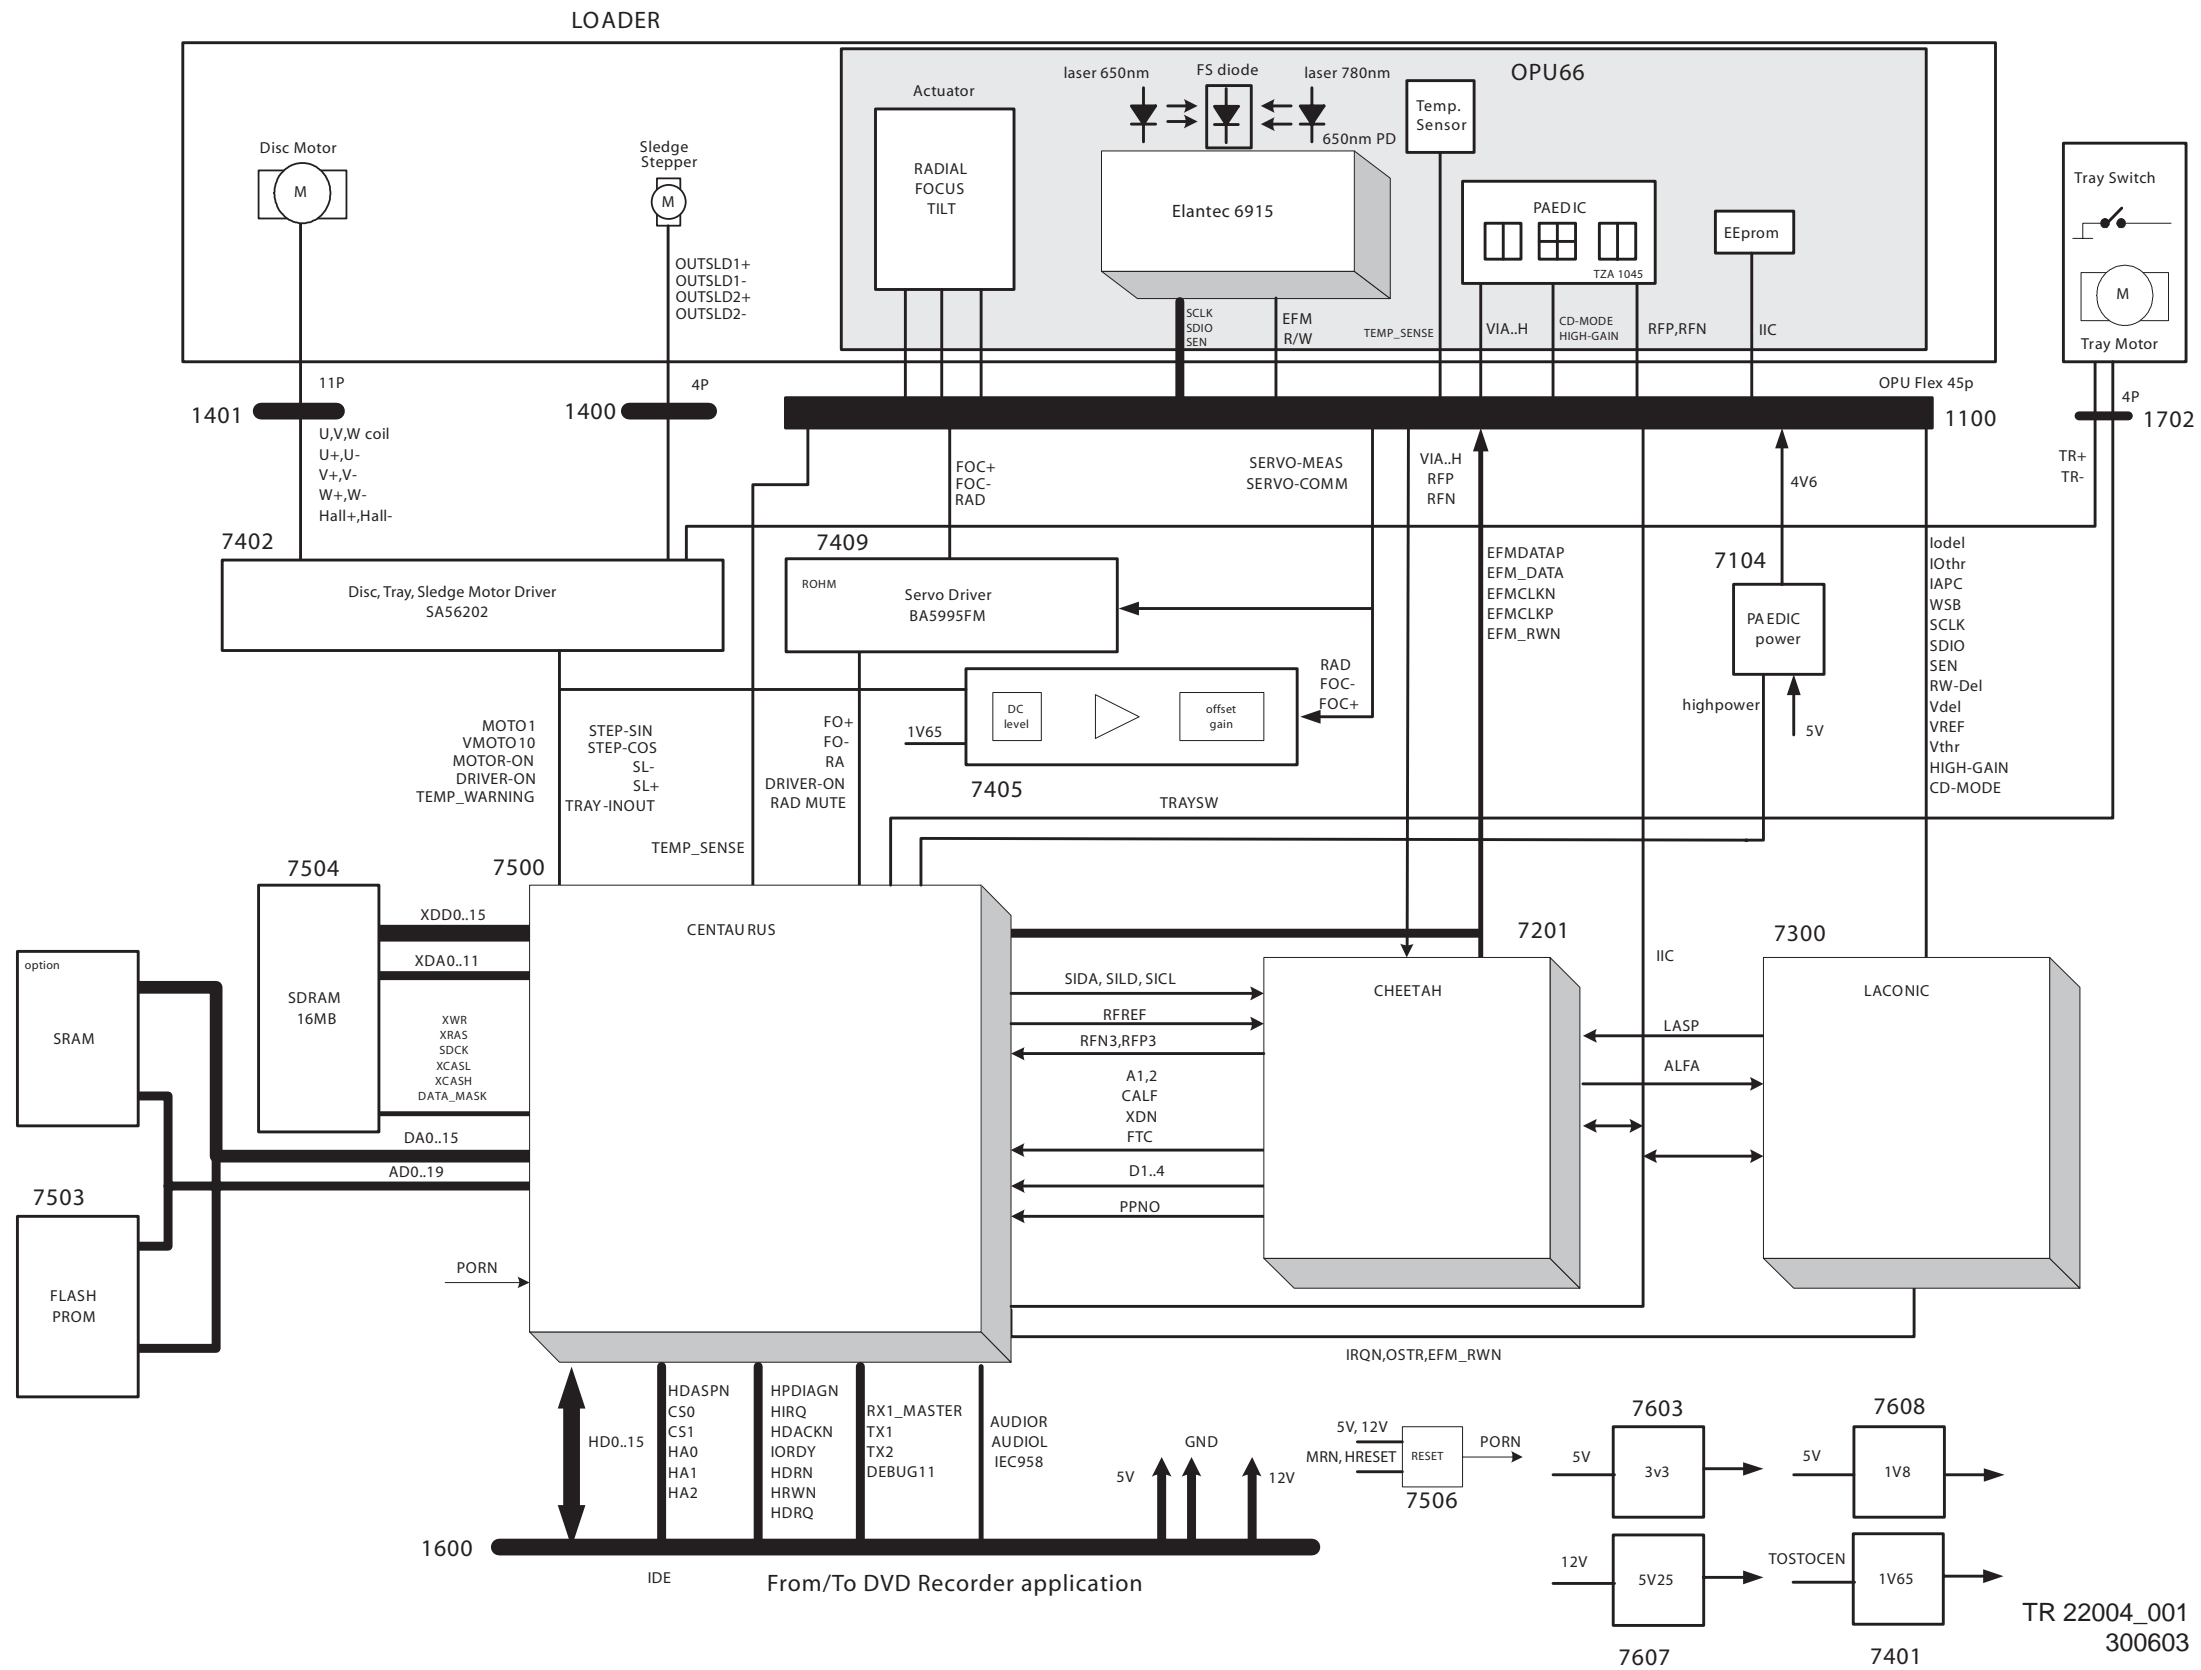 LOADER
OPU66
laser 650nm
FS diode
laser 780nm
650nm PD
Actuator
RADIAL
FOCUS
TILT
Temp.
Sensor
Disc Motor
M
Sledge
Stepper
M
Elantec 6915
PAEDIC
TZA 1045
EEprom
Tray Switch
M
Tray Motor
OUTSLD1+
OUTSLD1-
OUTSLD2+
OUTSLD2-
SCLK
SDIO
SEN
EFM
R/W
TEMP_SENSE
VIA..H
CD-MODE
HIGH-GAIN
RFP,RFN
IIC
11P
4P
OPU Flex 45p
4P
1401
1400
1100
1702
U,V,W coil
U+,U-
V+,V-
W+,W-
Hall+,Hall-
FOC+
FOC-
RAD
SERVO-MEAS
SERVO-COMM
VIA..H
RFP
RFN
4V6
TR+
TR-
7402
Disc, Tray, Sledge Motor Driver
SA56202
7409
ROHM
Servo Driver
BA5995FM
EFMDATAP
EFM_DATA
EFMCLKN
EFMCLKP
EFM_RWN
7104
PAEDIC
power
highpower
5V
Iodel
IOthr
IAPC
WSB
SCLK
SDIO
SEN
RW-Del
Vdel
VREF
Vthr
HIGH-GAIN
CD-MODE
RAD
FOC-
FOC+
DC
level
offset
gain
1V65
7405
MOTO1
VMOTO10
MOTOR-ON
DRIVER-ON
TEMP_WARNING
STEP-SIN
STEP-COS
SL-
SL+
TRAY-INOUT
FO+
FO-
RA
DRIVER-ON
RAD MUTE
TRAYSW
TEMP_SENSE
7504
7500
CENTAURUS
XDD0..15
XDA0..11
SDRAM
16MB
XWR
XRAS
SDCK
XCASL
XCASH
DATA_MASK
option
SRAM
DA0..15
AD0..19
7503
FLASH
PROM
PORN
7201
CHEETAH
IIC
7300
LACONIC
SIDA, SILD, SICL
RFREF
RFN3,RFP3
A1,2
CALF
XDN
FTC
D1..4
PPNO
LASP
ALFA
IRQN,OSTR,EFM_RWN
HD0..15
HDASPN
CS0
CS1
HA0
HA1
HA2
HPDIAGN
HIRQ
HDACKN
IORDY
HDRN
HRWN
HDRQ
RX1_MASTER
TX1
TX2
DEBUG11
AUDIOR
AUDIOL
IEC958
5V
GND
12V
5V, 12V
MRN, HRESET
RESET
PORN
7506
7603
5V
3v3
7608
5V
1V8
1600
IDE
From/To DVD Recorder application
12V
5V25
7607
TOSTOCEN
1V65
7401
TR 22004_001
300603